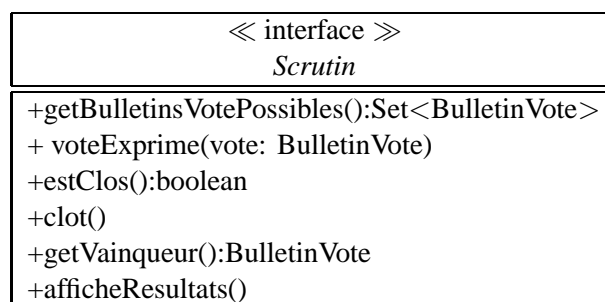 ≪ interface ≫
Scrutin
+getBulletinsVotePossibles():Set<BulletinVote>
+ voteExprime(vote: BulletinVote)
+estClos():boolean
+clot()
+getVainqueur():BulletinVote
+afficheResultats()